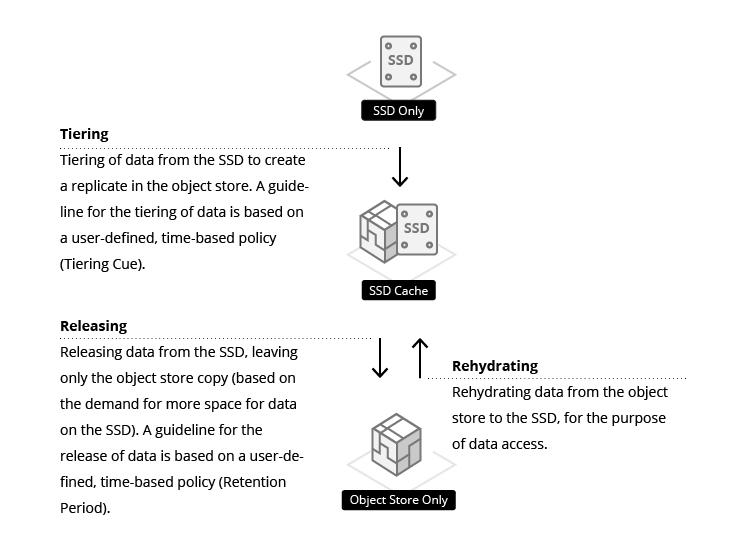 SSD
SSD Only
Tiering
Tiering of data from the SSD to create
a replicate in the object store. A guide-
line for the tiering of data is based on
a user-defined, time-based policy
(Tiering Cue).
SSD
SSD Cache
Releasing
Releasing data from the SSD, leaving
only the object store copy (based on
the demand for more space for data
on the SSD). A guideline for the
release of data is based on a user-de-
fined, time-based policy (Retention
Period).
Rehydrating
Rehydrating data from the object
store to the SSD, for the purpose
of data access.
Object Store Only